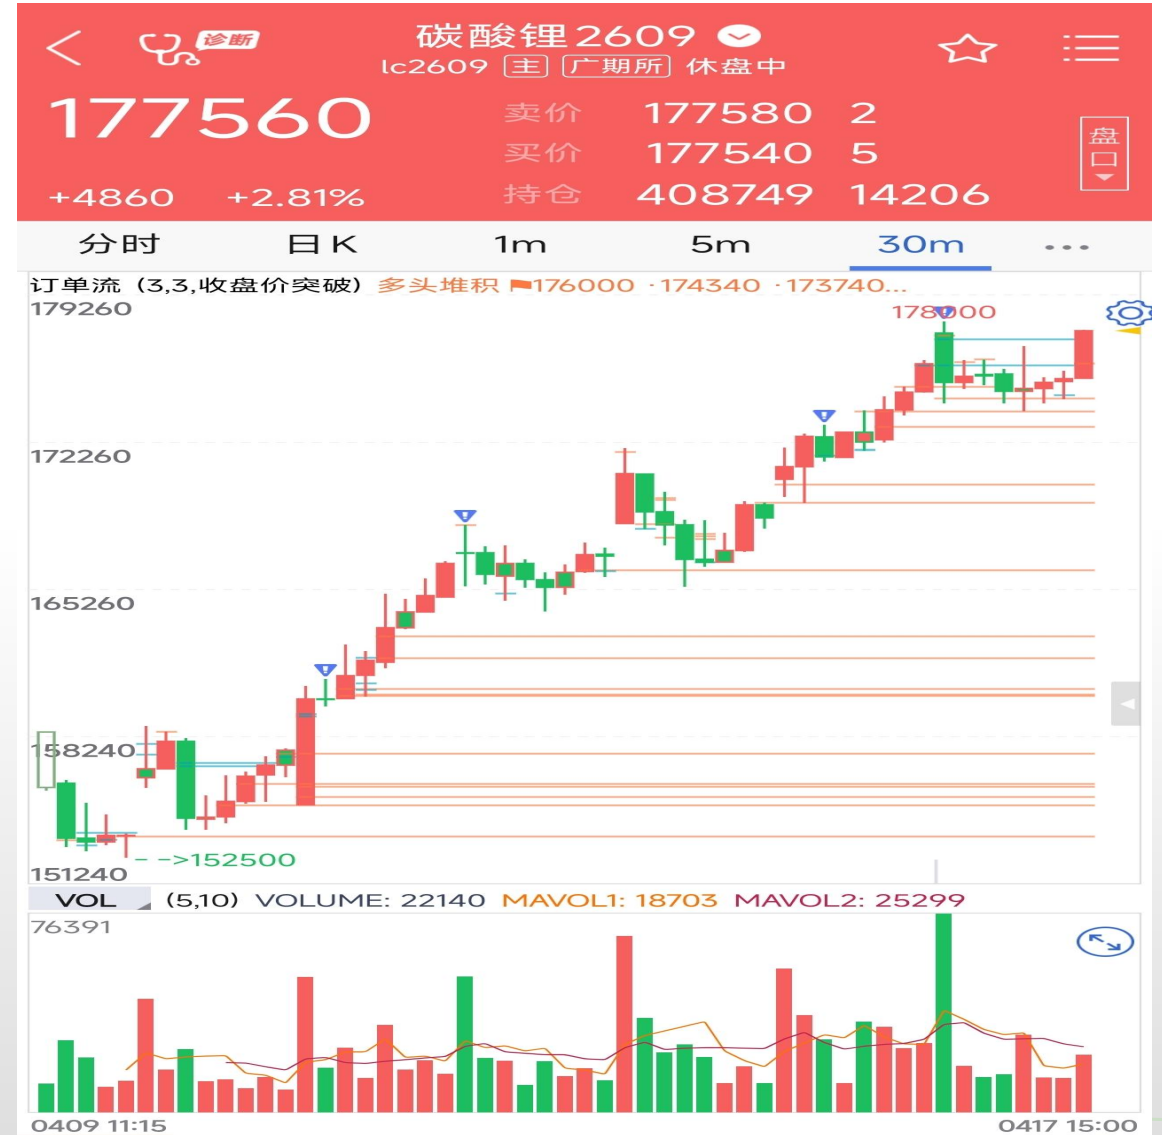 诊断
碳酸锂2609
lc2609 主 广期所 休盘中
177560
卖价 177580 2
买价 177540 5
+4860 +2.81% 持仓 408749 14206
盘口
分时 日K 1m 5m 30m
订单流 (3,3,收盘价突破) 多头堆积 176000 ·174340 ·173740...
179260
178000
172260
165260
158240
-->152500
151240
VOL (5,10) VOLUME: 22140 MAVOL1: 18703 MAVOL2: 25299
76391
0409 11:15 0417 15:00